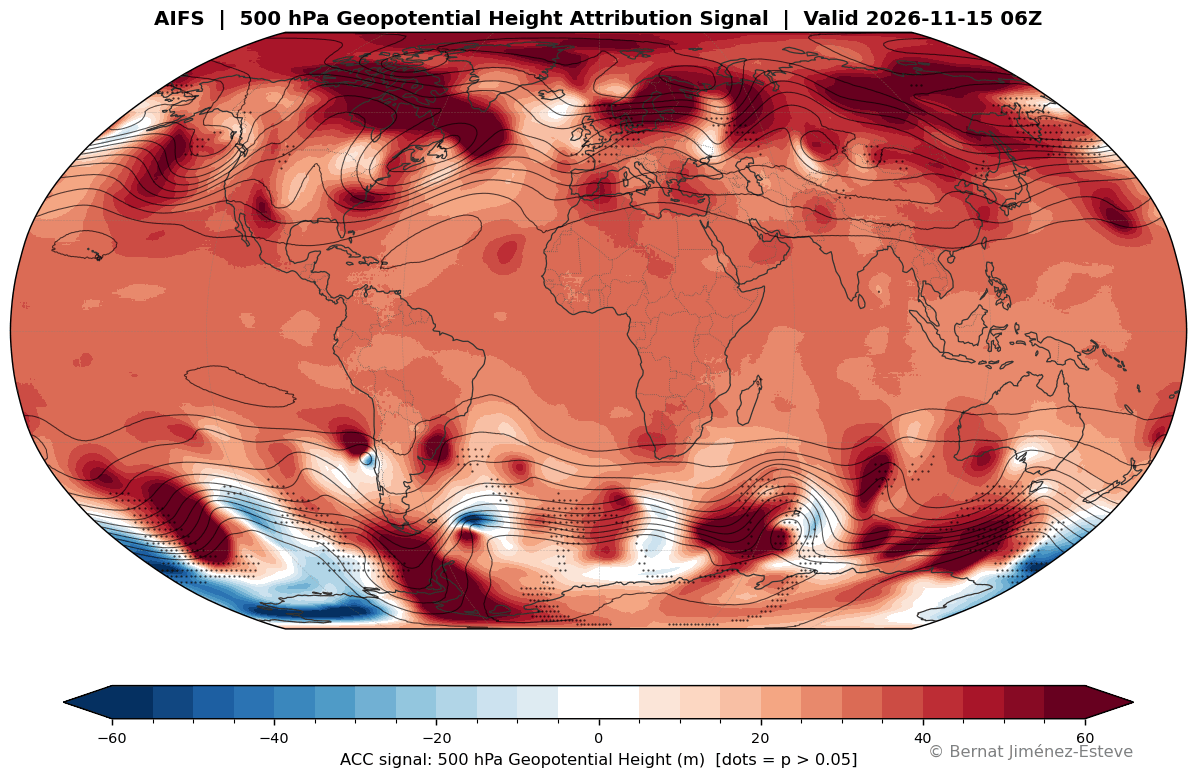 AIFS | 500 hPa Geopotential Height Attribution Signal | Valid 2026-11-15 06Z
−60 −40 −20 0 20 40 60
ACC signal: 500 hPa Geopotential Height (m) [dots = p > 0.05]
© Bernat Jiménez-Esteve